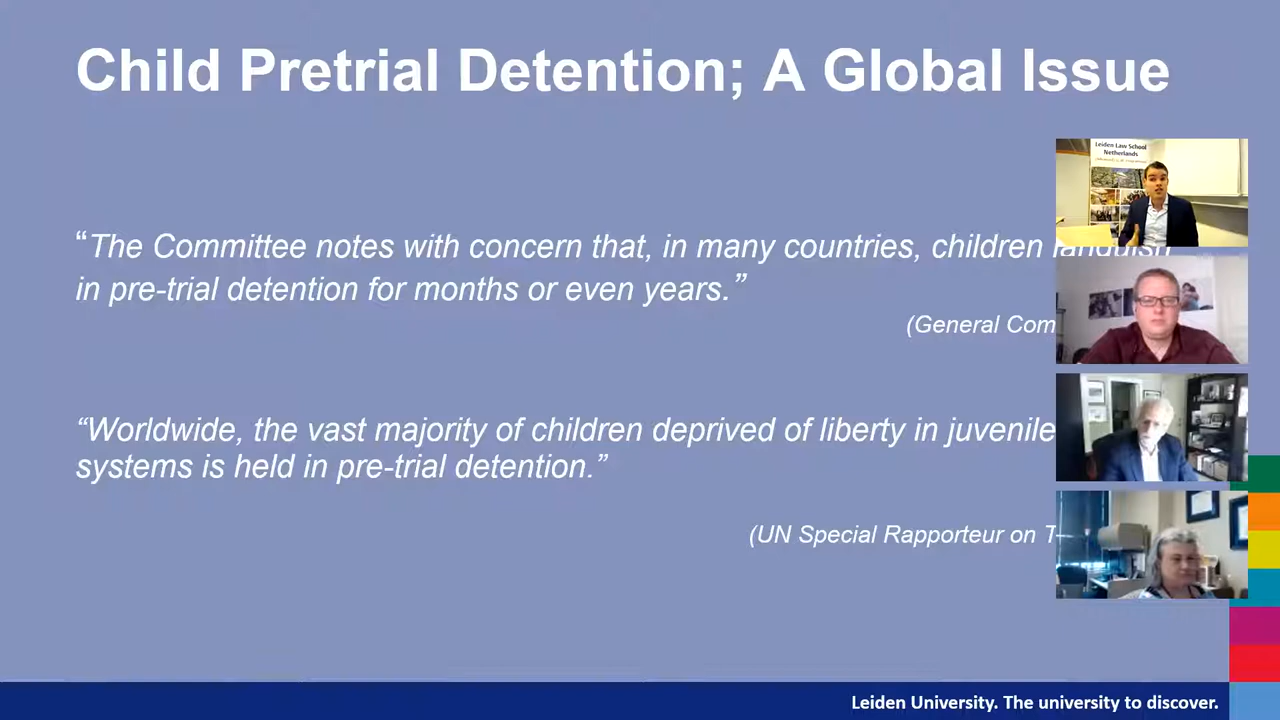 Child Pretrial Detention; A Global Issue
Leiden Law School
Netherlands
“The Committee notes with concern that, in many countries, children languish
in pre-trial detention for months or even years.”
(General Com
“Worldwide, the vast majority of children deprived of liberty in juvenile
systems is held in pre-trial detention.”
(UN Special Rapporteur on T
Leiden University. The university to discover.